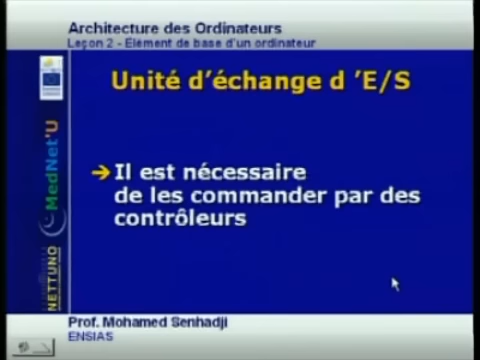 Architecture des Ordinateurs
Leçon 2 - Élément de base d'un ordinateur
Unité d'échange d 'E/S
Il est nécessaire
de les commander par des
contrôleurs
NETTUNO
MedNet'U
Prof. Mohamed Senhadji
ENSIAS